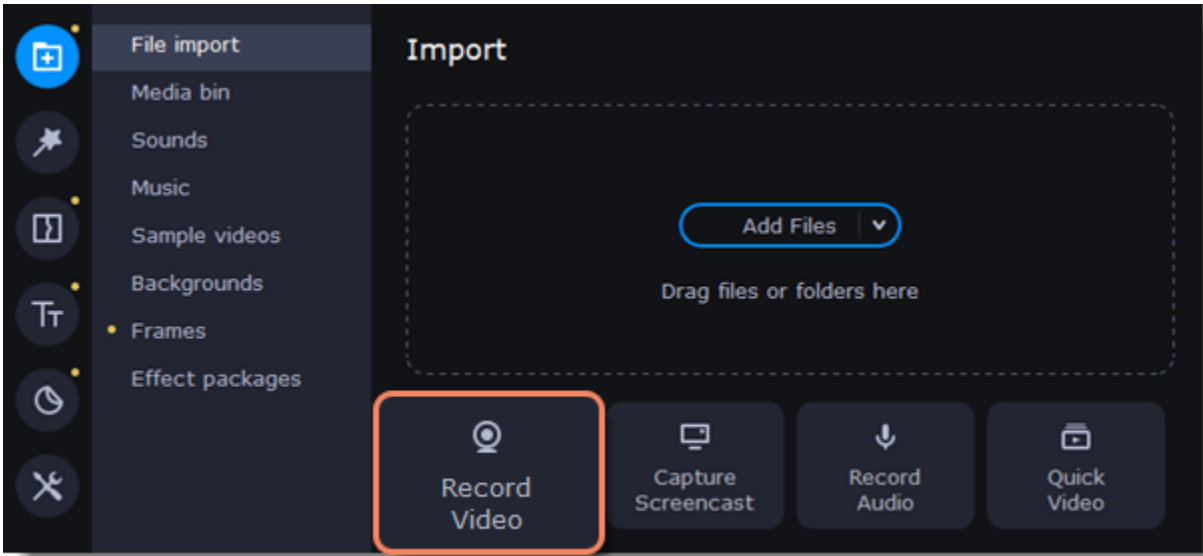 File import
Media bin
Sounds
Music
Sample videos
Backgrounds
Frames
Effect packages
Import
Add Files
Drag files or folders here
Record
Video
Capture
Screencast
Record
Audio
Quick
Video
Tт